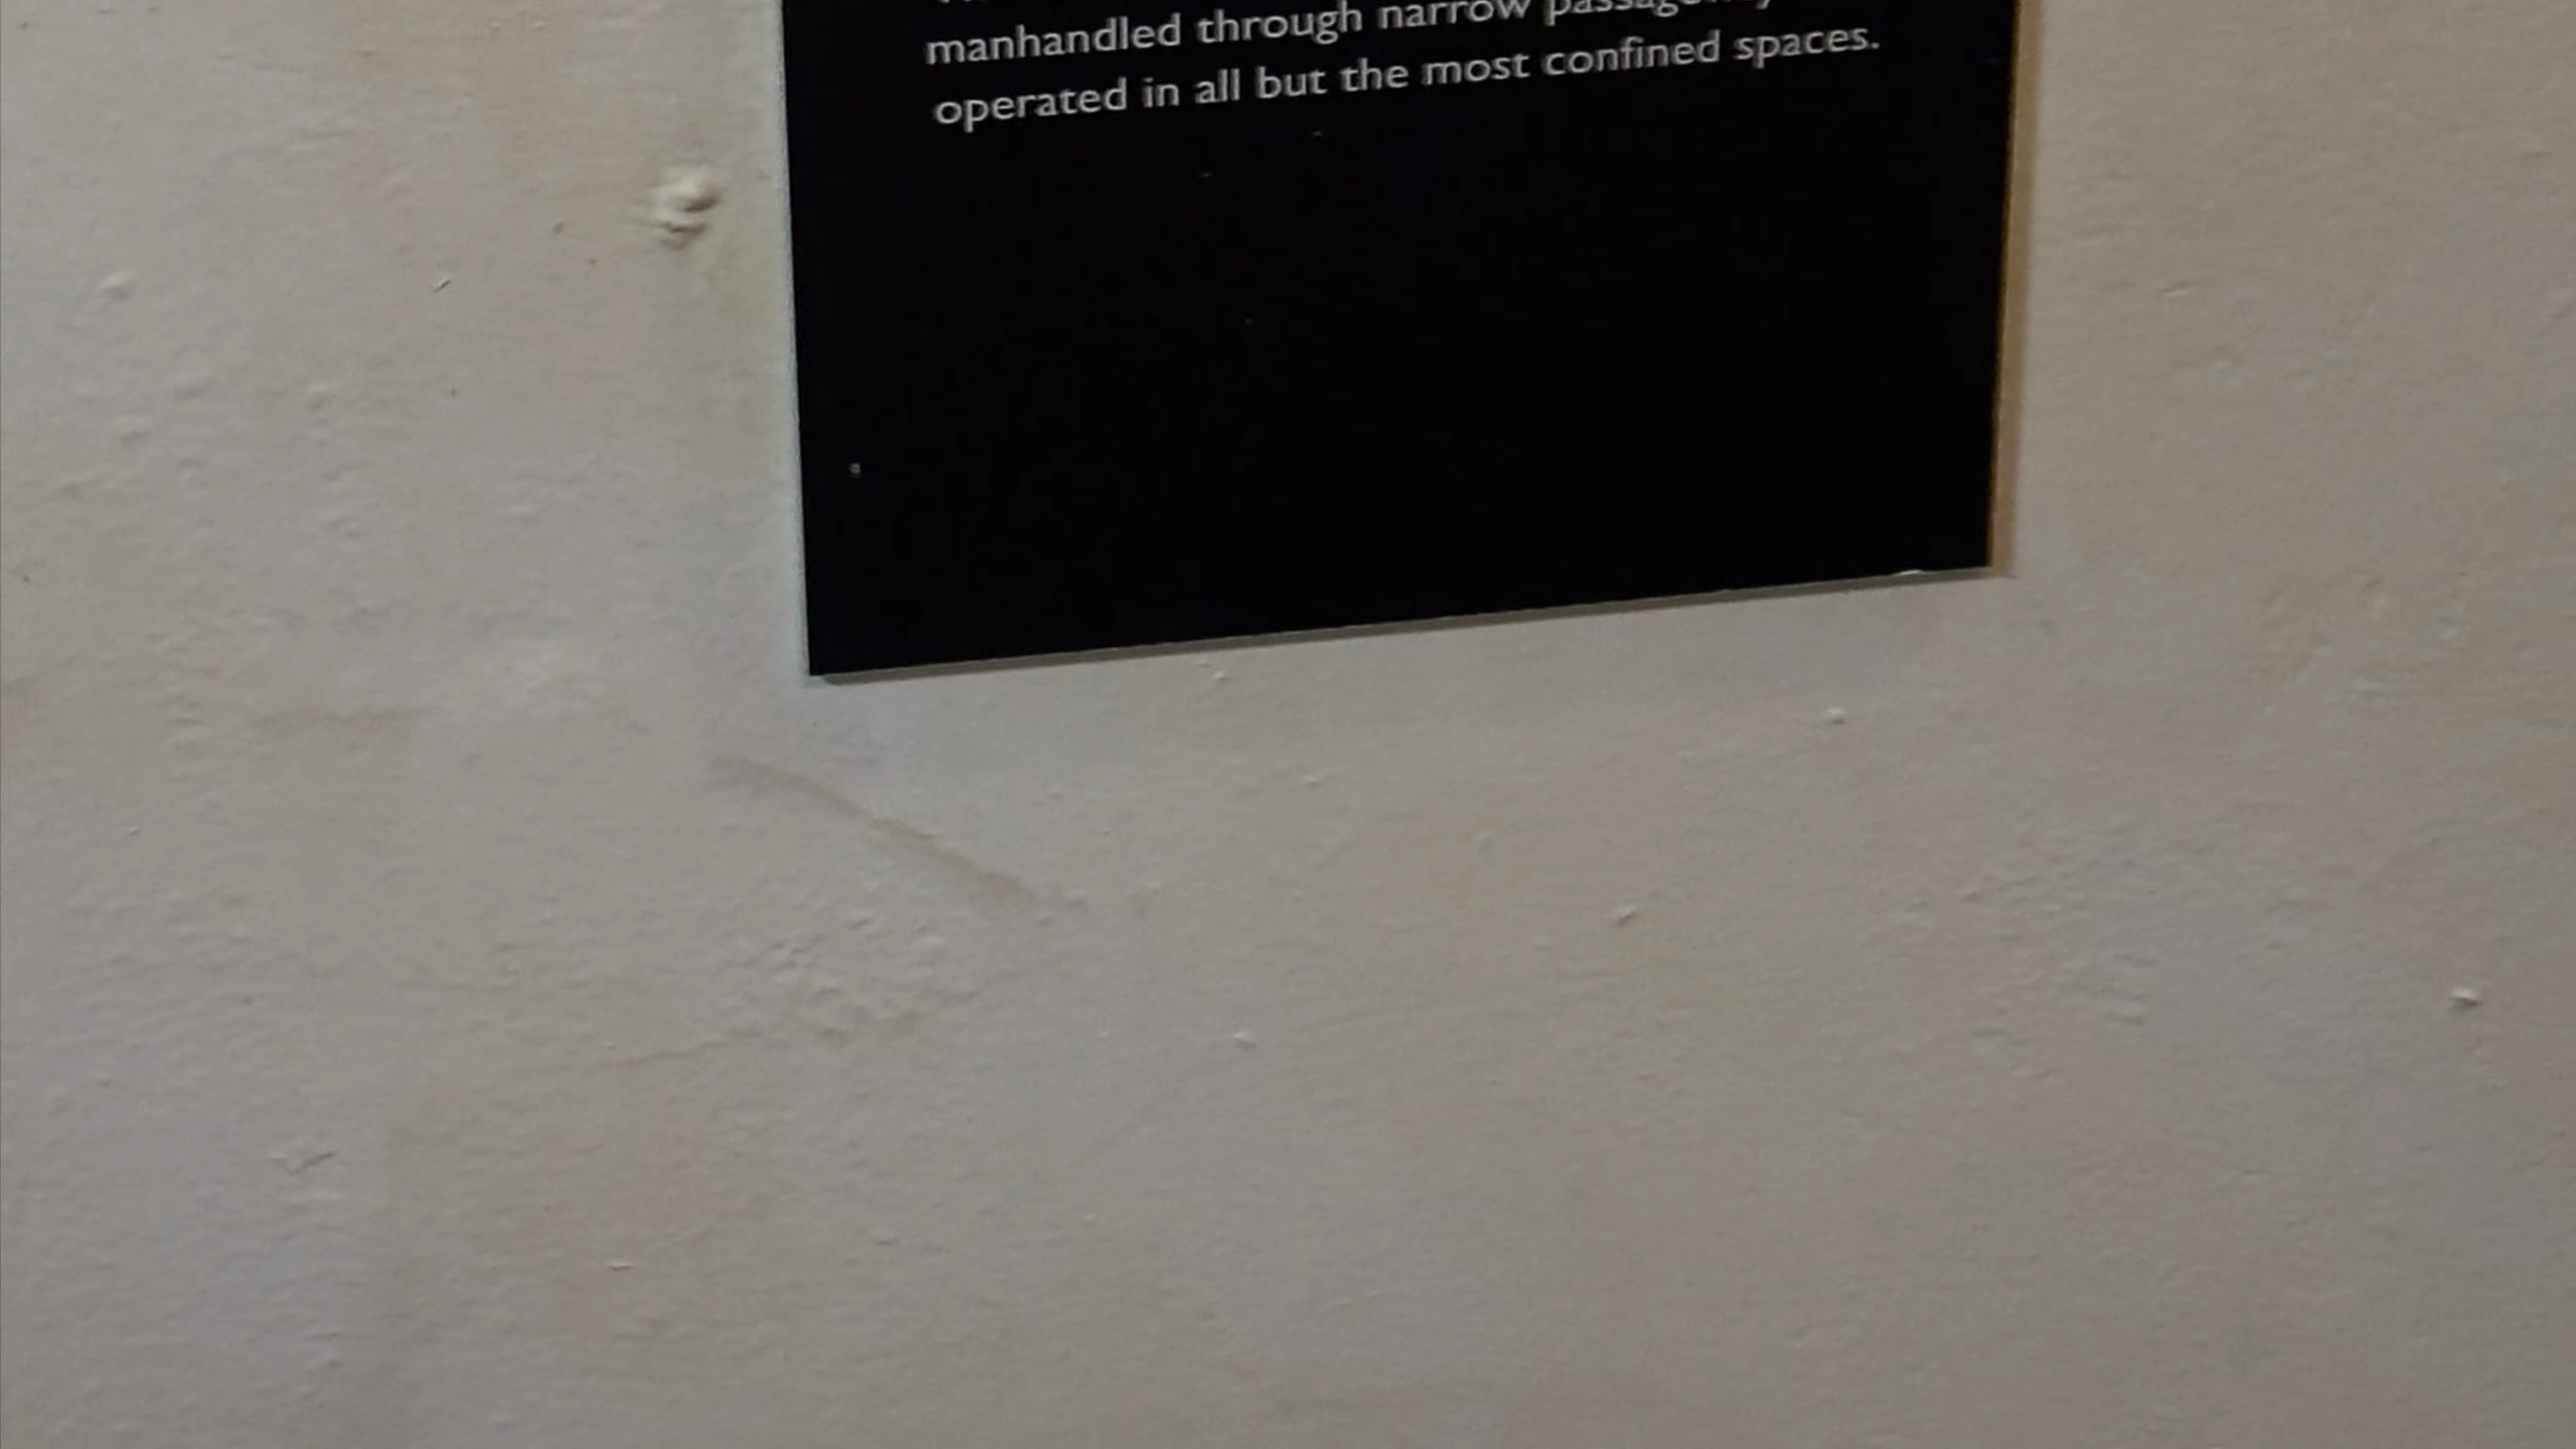 manhandled through narrow
operated in all but the most confined spaces.